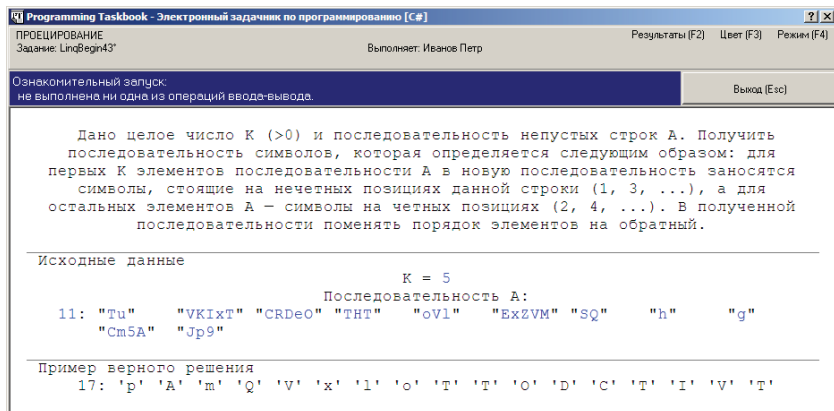 Programming Taskbook - Электронный задачник по программированию [C#]
ПРОЕЦИРОВАНИЕ
Результаты (F2) Цвет (F3) Режим (F4)
Задание: LinqBegin43*
Выполняет: Иванов Петр
Ознакомительный запуск:
не выполнена ни одна из операций ввода-вывода.
Выход (Esc)
Дано целое число K (>0) и последовательность непустых строк A. Получить
последовательность символов, которая определяется следующим образом: для
первых K элементов последовательности A в новую последовательность заносятся
символы, стоящие на нечетных позициях данной строки (1, 3, ...), а для
остальных элементов A — символы на четных позициях (2, 4, ...). В полученной
последовательности поменять порядок элементов на обратный.
Исходные данные
K = 5
Последовательность A:
11: "Tu" "VKIxT" "CRDeO" "THT" "oVl" "ExZVM" "SQ" "h" "g"
"Cm5A" "Jp9"
Пример верного решения
17: 'p' 'A' 'm' 'Q' 'V' 'x' 'l' 'o' 'T' 'T' 'O' 'D' 'C' 'T' 'I' 'V' 'T'